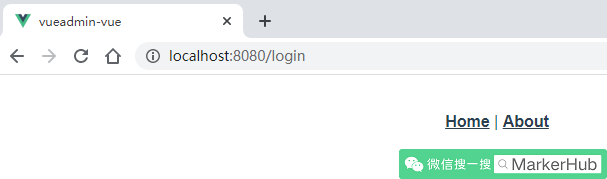 vueadmin-vue
localhost:8080/login
Home | About
微信搜一搜 MarkerHub